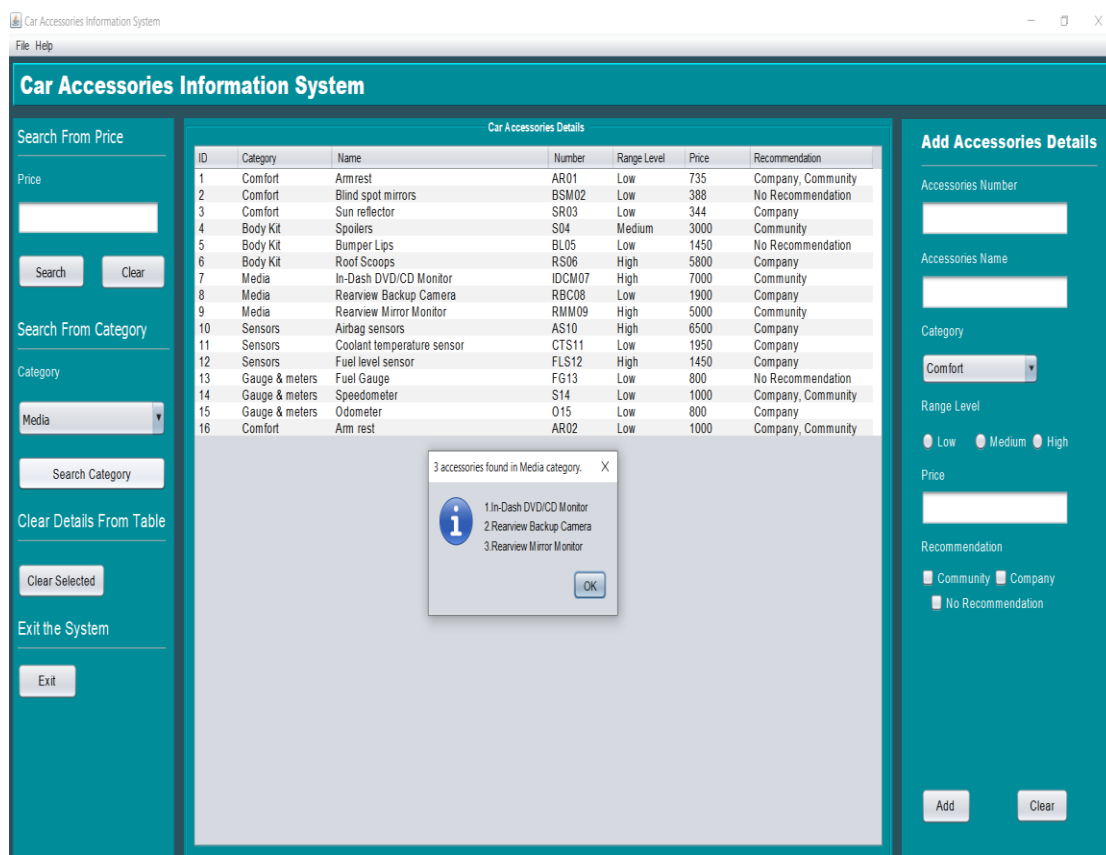 Car Accessories Information System
File Help
Car Accessories Information System
Search From Price
Price
Search Clear
Search From Category
Category
Media
Search Category
Clear Details From Table
Clear Selected
Exit the System
Exit
Car Accessories Details
ID Category Name Number Range Level Price Recommendation
1 Comfort Armrest AR01 Low 735 Company, Community
2 Comfort Blind spot mirrors BSM02 Low 388 No Recommendation
3 Comfort Sun reflector SR03 Low 344 Company
4 Body Kit Spoilers S04 Medium 3000 Community
5 Body Kit Bumper Lips BL05 Low 1450 No Recommendation
6 Body Kit Roof Scoops RS06 High 5800 Company
7 Media In-Dash DVD/CD Monitor IDCM07 High 7000 Community
8 Media Rearview Backup Camera RBC08 Low 1900 Company
9 Media Rearview Mirror Monitor RMM09 High 5000 Community
10 Sensors Airbag sensors AS10 High 6500 Company
11 Sensors Coolant temperature sensor CTS11 Low 1950 Company
12 Sensors Fuel level sensor FLS12 High 1450 Company
13 Gauge & meters Fuel Gauge FG13 Low 800 No Recommendation
14 Gauge & meters Speedometer S14 Low 1000 Company, Community
15 Gauge & meters Odometer O15 Low 800 Company
16 Comfort Arm rest AR02 Low 1000 Company, Community
3 accessories found in Media category. X
1.In-Dash DVD/CD Monitor
2.Rearview Backup Camera
3.Rearview Mirror Monitor
OK
Add Accessories Details
Accessories Number
Accessories Name
Category
Comfort
Range Level
Low Medium High
Price
Recommendation
Community Company
No Recommendation
Add Clear